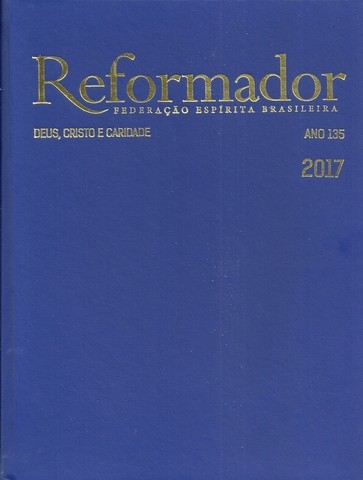 Reformador
FEDERAÇÃO ESPÍRITA BRASILEIRA
DEUS, CRISTO E CARIDADE ANO 135
2017